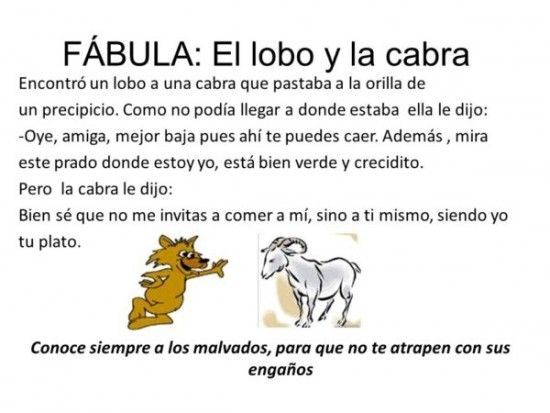 FÁBULA: El lobo y la cabra
Encontró un lobo a una cabra que pastaba a la orilla de
un precipicio. Como no podía llegar a donde estaba ella le dijo:
-Oye, amiga, mejor baja pues ahí te puedes caer. Además , mira
este prado donde estoy yo, está bien verde y crecidito.
Pero la cabra le dijo:
Bien sé que no me invitas a comer a mí, sino a ti mismo, siendo yo
tu plato.
Conoce siempre a los malvados, para que no te atrapen con sus
engaños